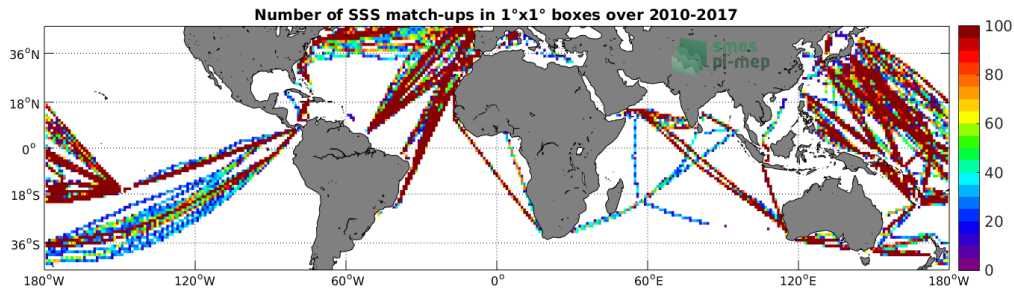 Number of SSS match-ups in 1°x1° boxes over 2010-2017
smos
pi-mep
36°N
18°N
0°
18°S
36°S
180°W 120°W 60°W 0° 60°E 120°E 180°W
100
80
60
40
20
0